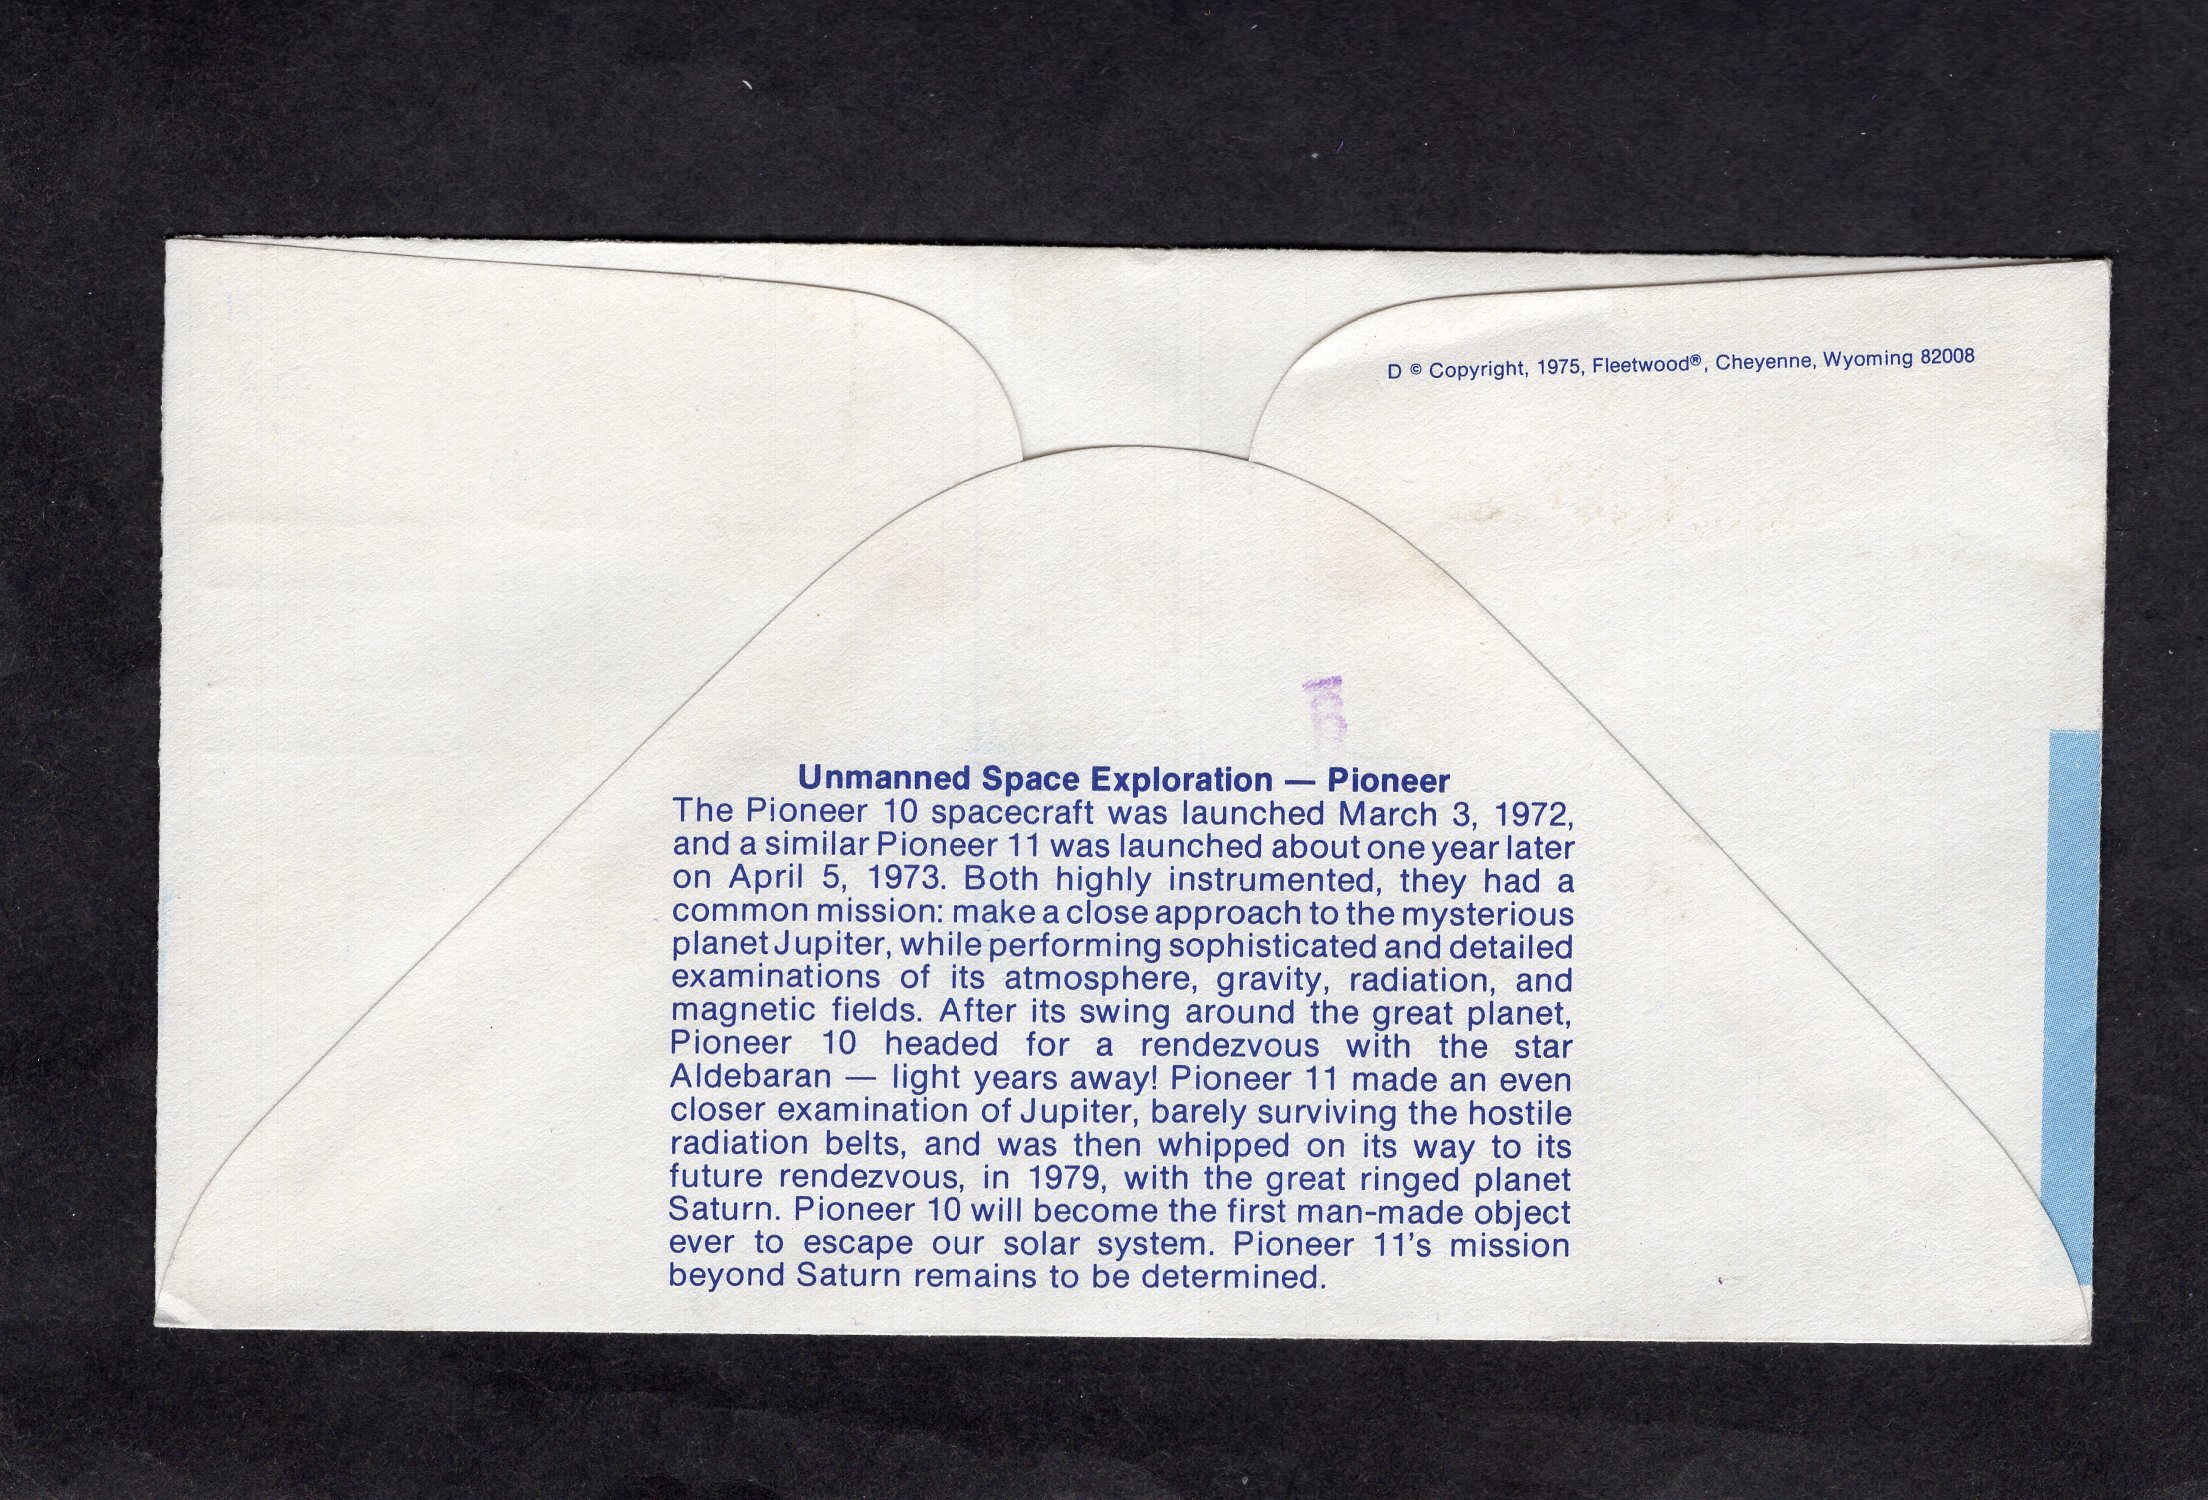 D © Copyright, 1975, Fleetwood®, Cheyenne, Wyoming 82008
Unmanned Space Exploration — Pioneer
The Pioneer 10 spacecraft was launched March 3, 1972,
and a similar Pioneer 11 was launched about one year later
on April 5, 1973. Both highly instrumented, they had a
common mission: make a close approach to the mysterious
planet Jupiter, while performing sophisticated and detailed
examinations of its atmosphere, gravity, radiation, and
magnetic fields. After its swing around the great planet,
Pioneer 10 headed for a rendezvous with the star
Aldebaran — light years away! Pioneer 11 made an even
closer examination of Jupiter, barely surviving the hostile
radiation belts, and was then whipped on its way to its
future rendezvous, in 1979, with the great ringed planet
Saturn. Pioneer 10 will become the first man-made object
ever to escape our solar system. Pioneer 11's mission
beyond Saturn remains to be determined.